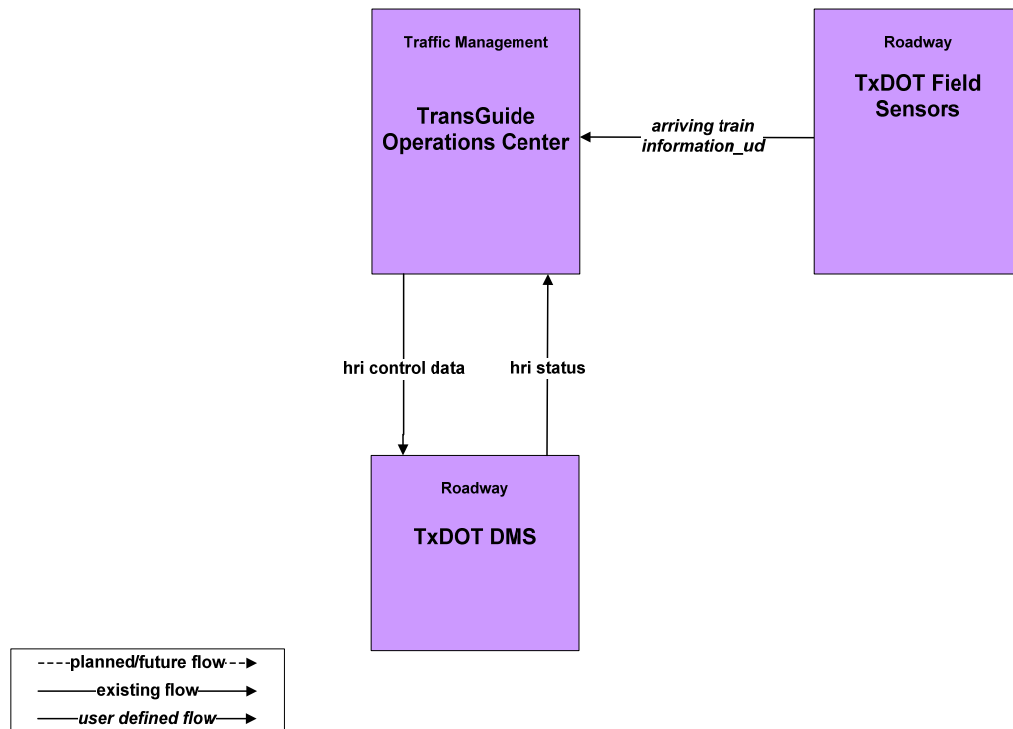 Traffic Management
TransGuide
Operations Center
Roadway
TxDOT Field
Sensors
arriving train
information_ud
hri control data
hri status
Roadway
TxDOT DMS
planned/future flow
existing flow
user defined flow